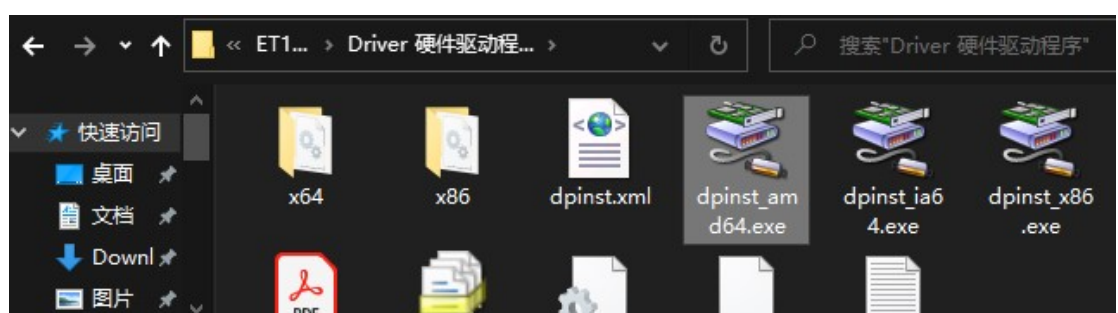 « ET1... › Driver 硬件驱动程... ›
搜索"Driver 硬件驱动程序"
快速访问
桌面
文档
Downl
图片
x64
x86
dpinst.xml
dpinst_am
d64.exe
dpinst_ia6
4.exe
dpinst_x86
.exe
PDF